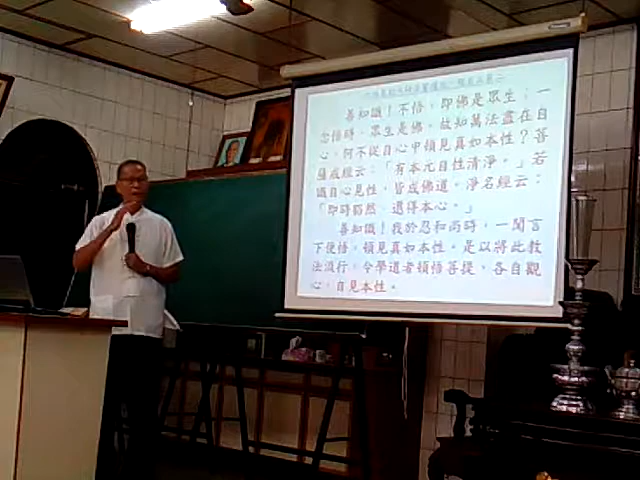 善知識！不悟，即佛是眾生；一
念悟時，眾生是佛。故知萬法盡在自
心，何不從自心中頓見真如本性？菩
薩戒經云：「我本元自性清淨。」若
識自心見性，皆成佛道。淨名經云：
「即時豁然，還得本心。」
善知識！我於忍和尚時，一聞言
下便悟，頓見真如本性。是以將此教
法流行，令學道者頓悟菩提，各自觀
心，自見本性。